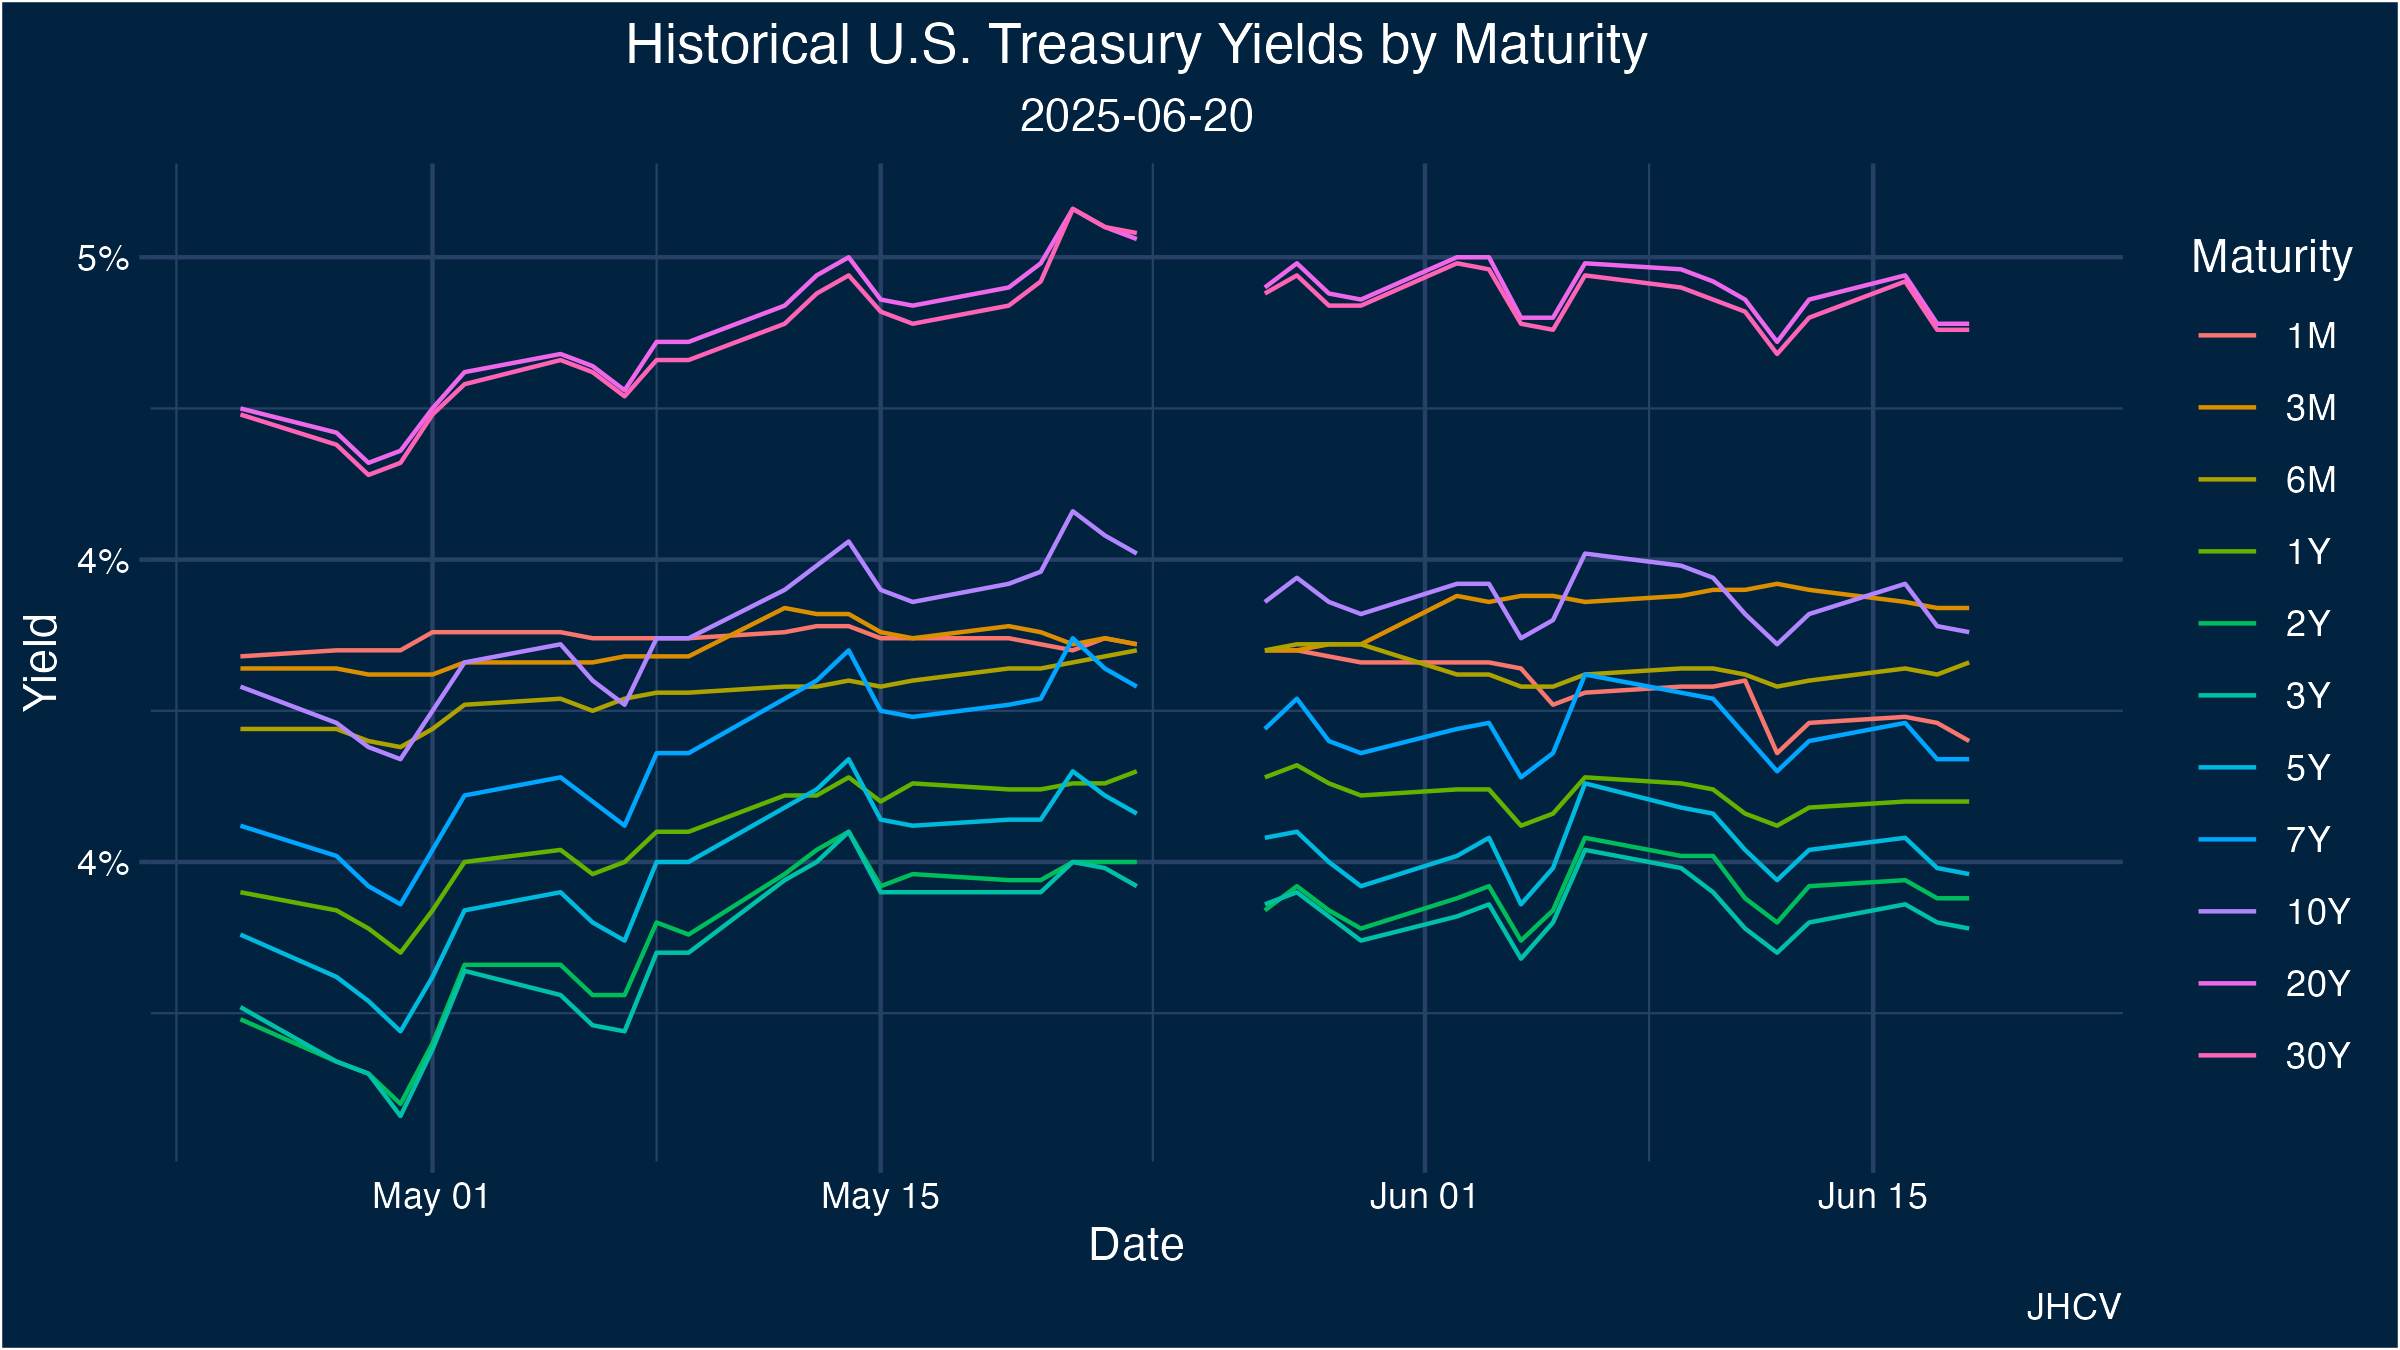 Historical U.S. Treasury Yields by Maturity
2025-06-20
5%
4%
4%
Yield
May 01
May 15
Jun 01
Jun 15
Date
Maturity
1M
3M
6M
1Y
2Y
3Y
5Y
7Y
10Y
20Y
30Y
JHCV